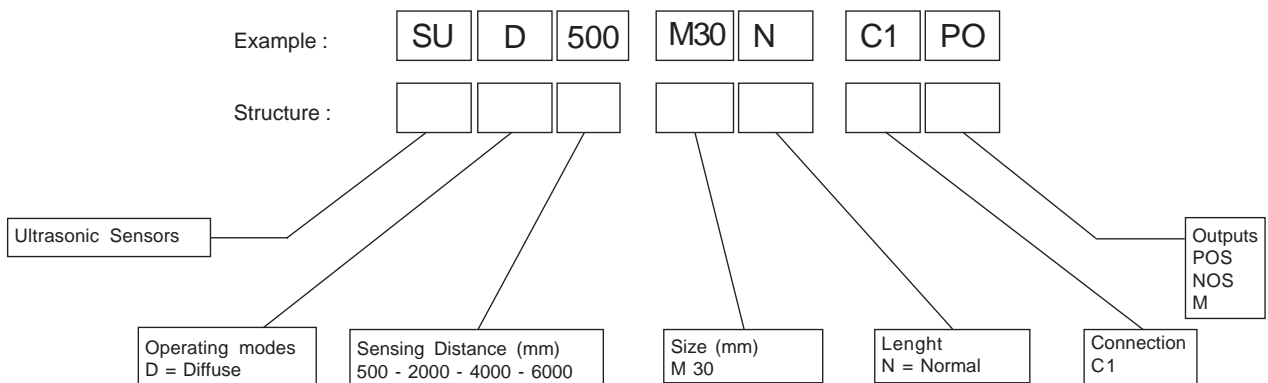 Example : SU D 500 M30 N C1 PO
Structure :
Ultrasonic Sensors
Outputs
POS
NOS
M
Operating modes
D = Diffuse
Sensing Distance (mm)
500 - 2000 - 4000 - 6000
Size (mm)
M 30
Lenght
N = Normal
Connection
C1